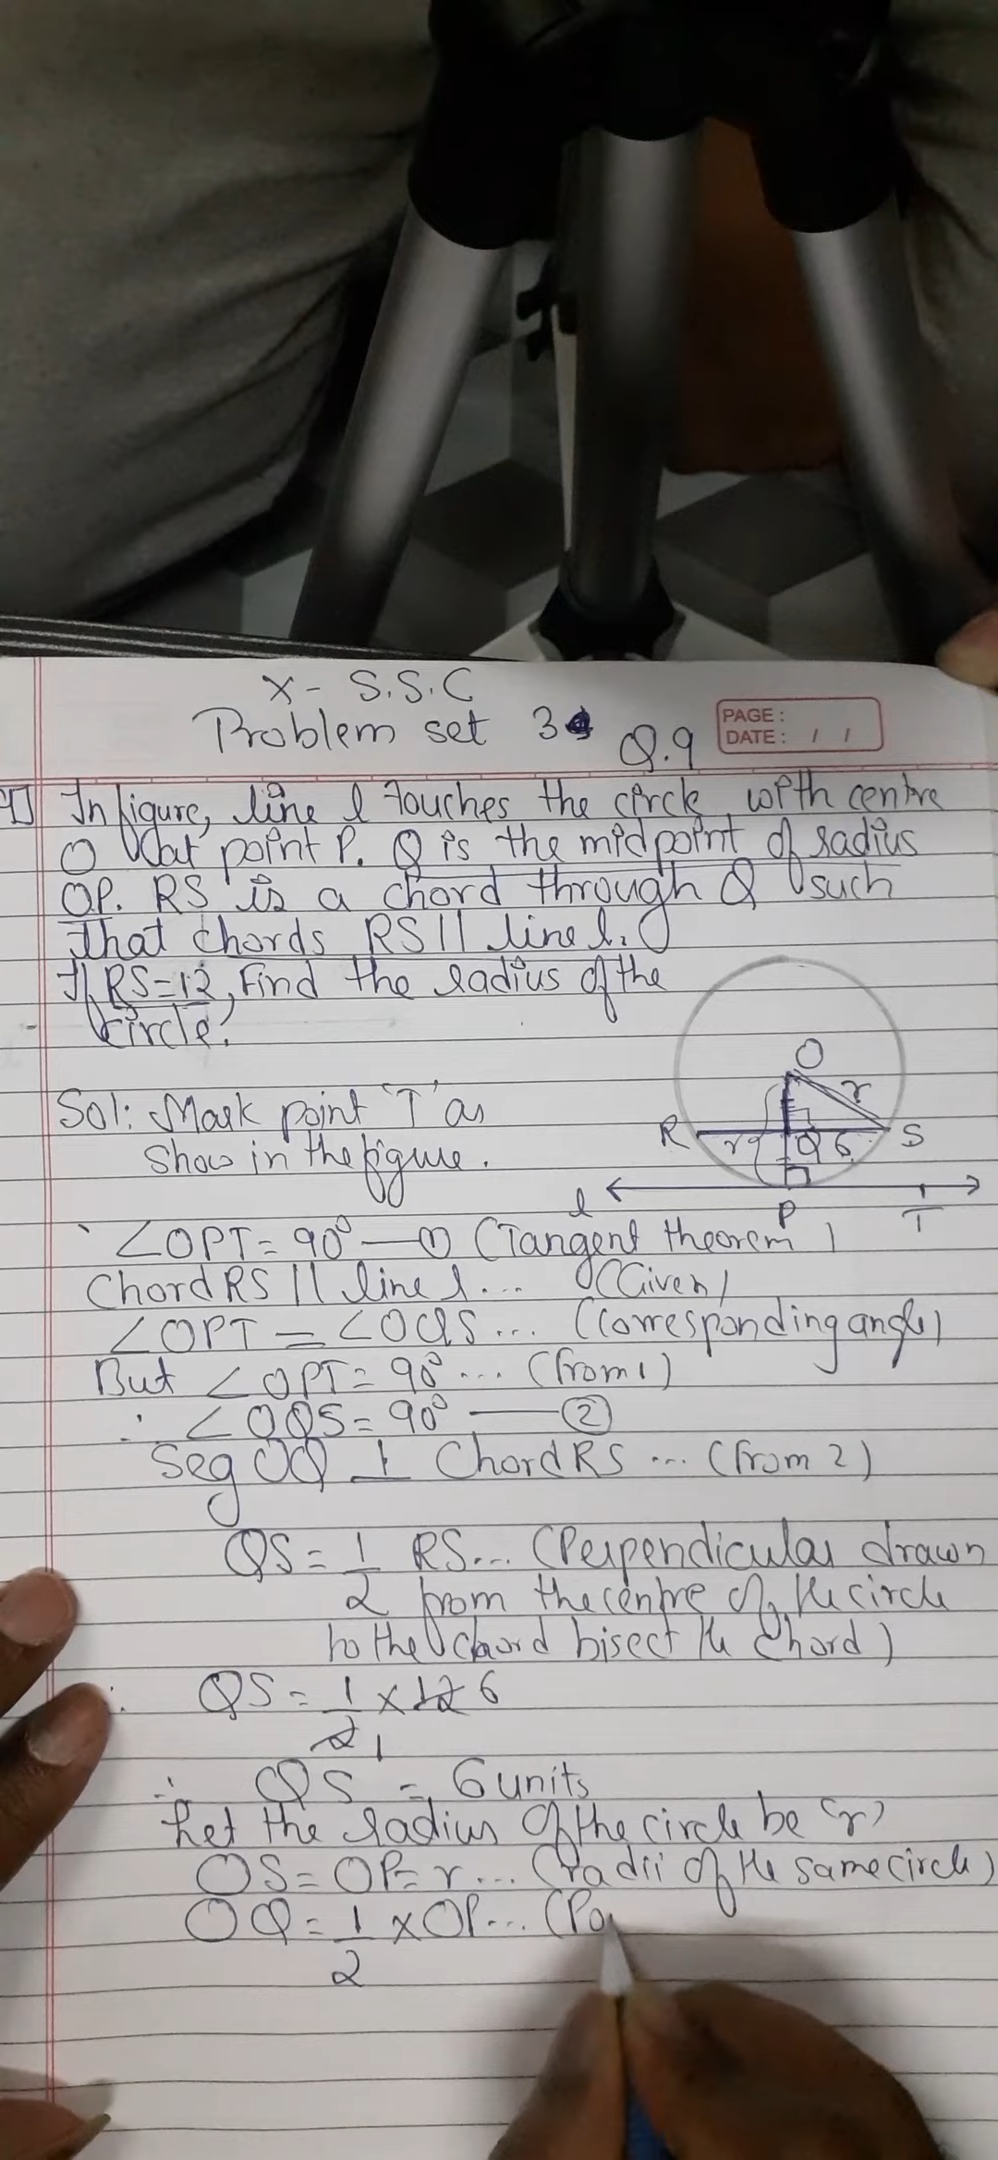 X- S.S.C
Problem set 3
Q.9
PAGE:
DATE: / /
In figure, line l touches the circle with centre
O at point P. Q is the midpoint of radius
OP. RS is a chord through Q such
that chords RS || line l.
If RS=12, Find the radius of the
circle.
O
r
R
r
Q
6
S
l
P
T
Sol: Mark point 'T' as
show in the figure.
∠OPT = 90° — ① (Tangent theorem)
Chord RS || line l... (Given)
∠OPT = ∠OQS... (Corresponding angle)
But ∠OPT = 90°... (from 1)
∴ ∠OQS = 90° — ②
Seg OQ ⊥ Chord RS ... (from 2)
QS = 1/2 RS... (Perpendicular drawn
from the centre of the circle
to the chord bisect the chord)
∴ QS = 1/2 × 12 6
1
∴ QS = 6 units
Let the radius of the circle be 'r'
OS = OP = r... (radii of the same circle)
OQ = 1/2 × OP... (Po